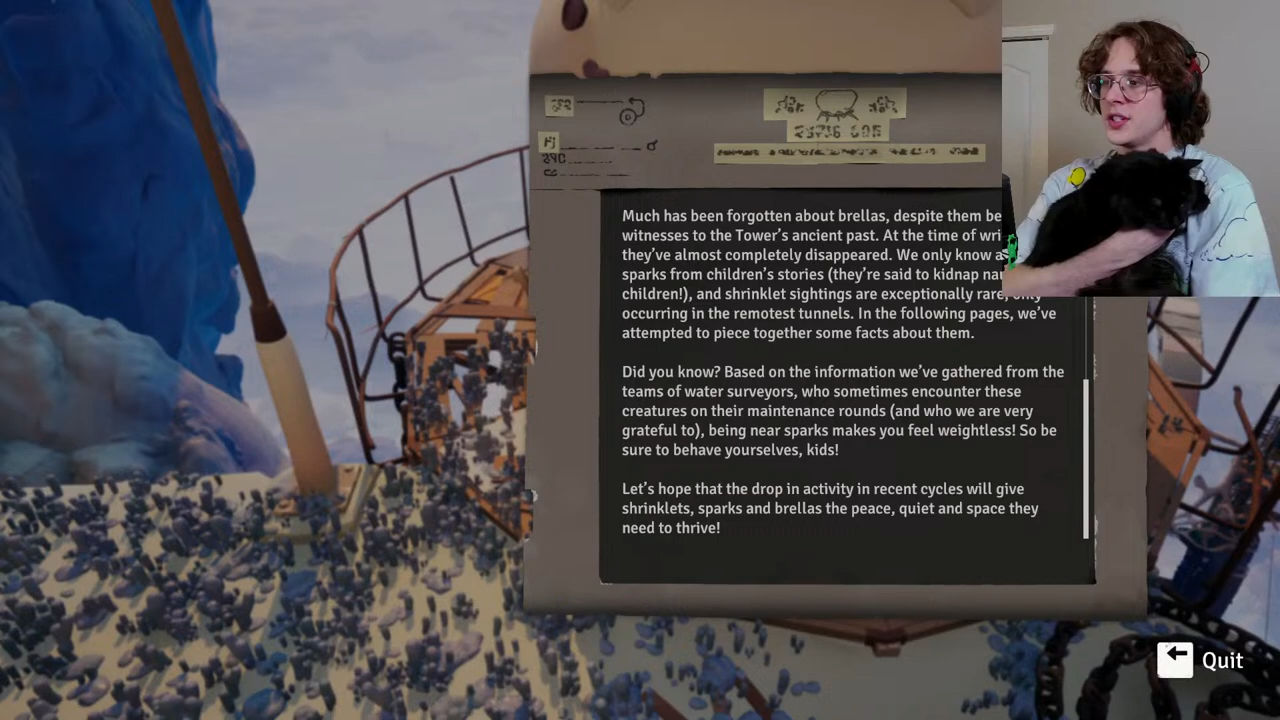 Much has been forgotten about brellas, despite them be
witnesses to the Tower's ancient past. At the time of wri
they've almost completely disappeared. We only know a
sparks from children's stories (they're said to kidnap
children!), and shrinklet sightings are exceptionally rare, only
occurring in the remotest tunnels. In the following pages, we've
attempted to piece together some facts about them.
Did you know? Based on the information we've gathered from the
teams of water surveyors, who sometimes encounter these
creatures on their maintenance rounds (and who we are very
grateful to), being near sparks makes you feel weightless! So be
sure to behave yourselves, kids!
Let's hope that the drop in activity in recent cycles will give
shrinklets, sparks and brellas the peace, quiet and space they
need to thrive!
Quit